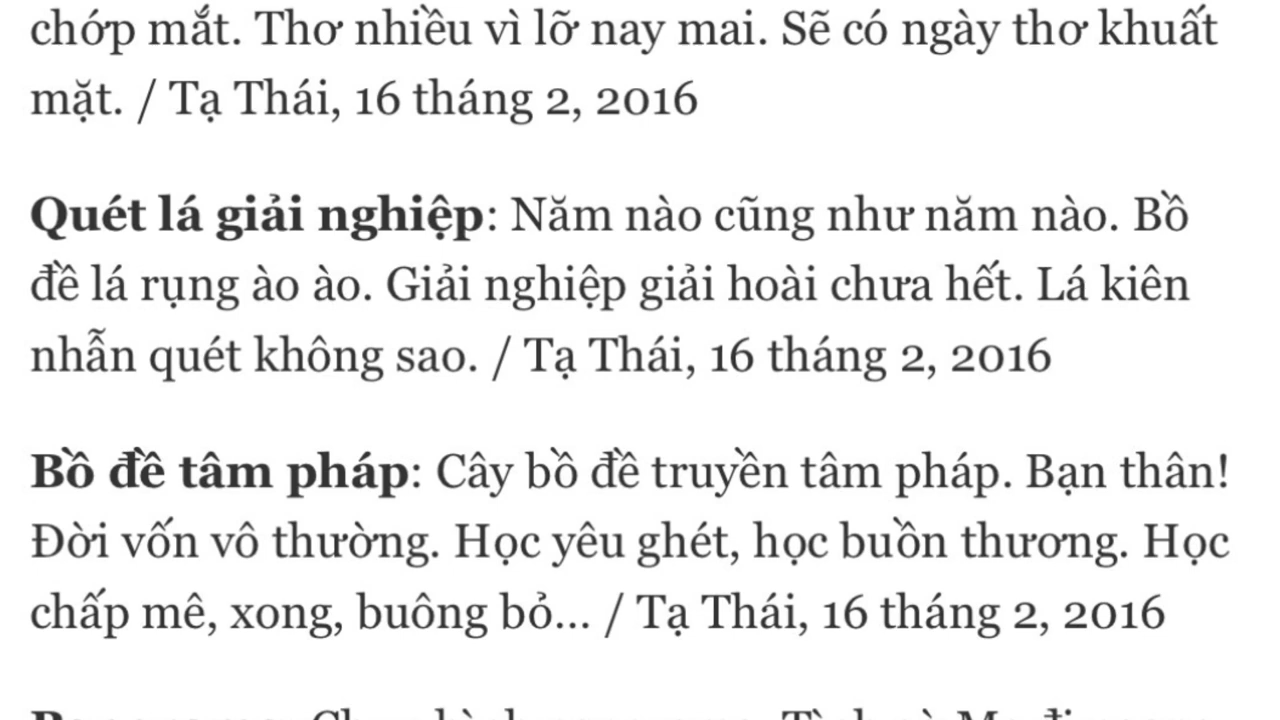 chớp mắt. Thơ nhiều vì lỡ nay mai. Sẽ có ngày thơ khuất
mặt. / Tạ Thái, 16 tháng 2, 2016
Quét lá giải nghiệp: Năm nào cũng như năm nào. Bồ
đề lá rụng ào ào. Giải nghiệp giải hoài chưa hết. Lá kiên
nhẫn quét không sao. / Tạ Thái, 16 tháng 2, 2016
Bồ đề tâm pháp: Cây bồ đề truyền tâm pháp. Bạn thân!
Đời vốn vô thường. Học yêu ghét, học buồn thương. Học
chấp mê, xong, buông bỏ... / Tạ Thái, 16 tháng 2, 2016